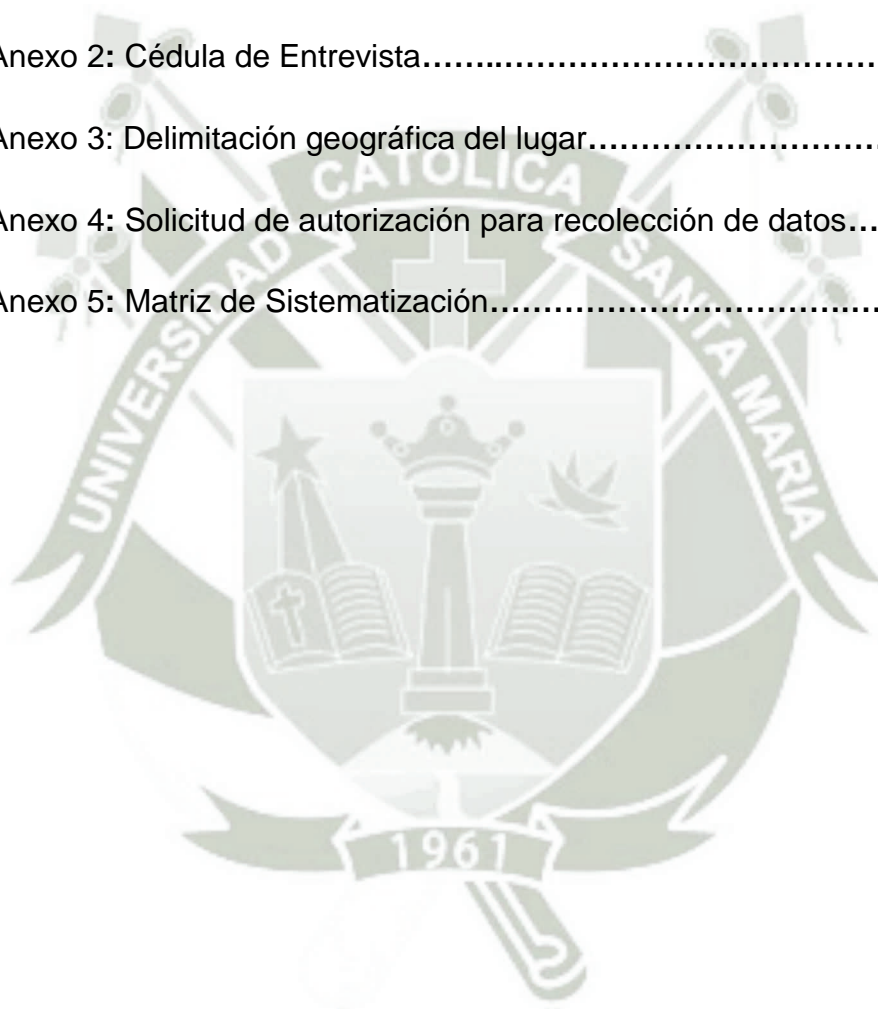 Anexo 2: Cédula de Entrevista……..…………………………………
Anexo 3: Delimitación geográfica del lugar…………………………
Anexo 4: Solicitud de autorización para recolección de datos…
Anexo 5: Matriz de Sistematización…………………………………
UNIVERSIDAD CATOLICA SANTA MARIA
1961